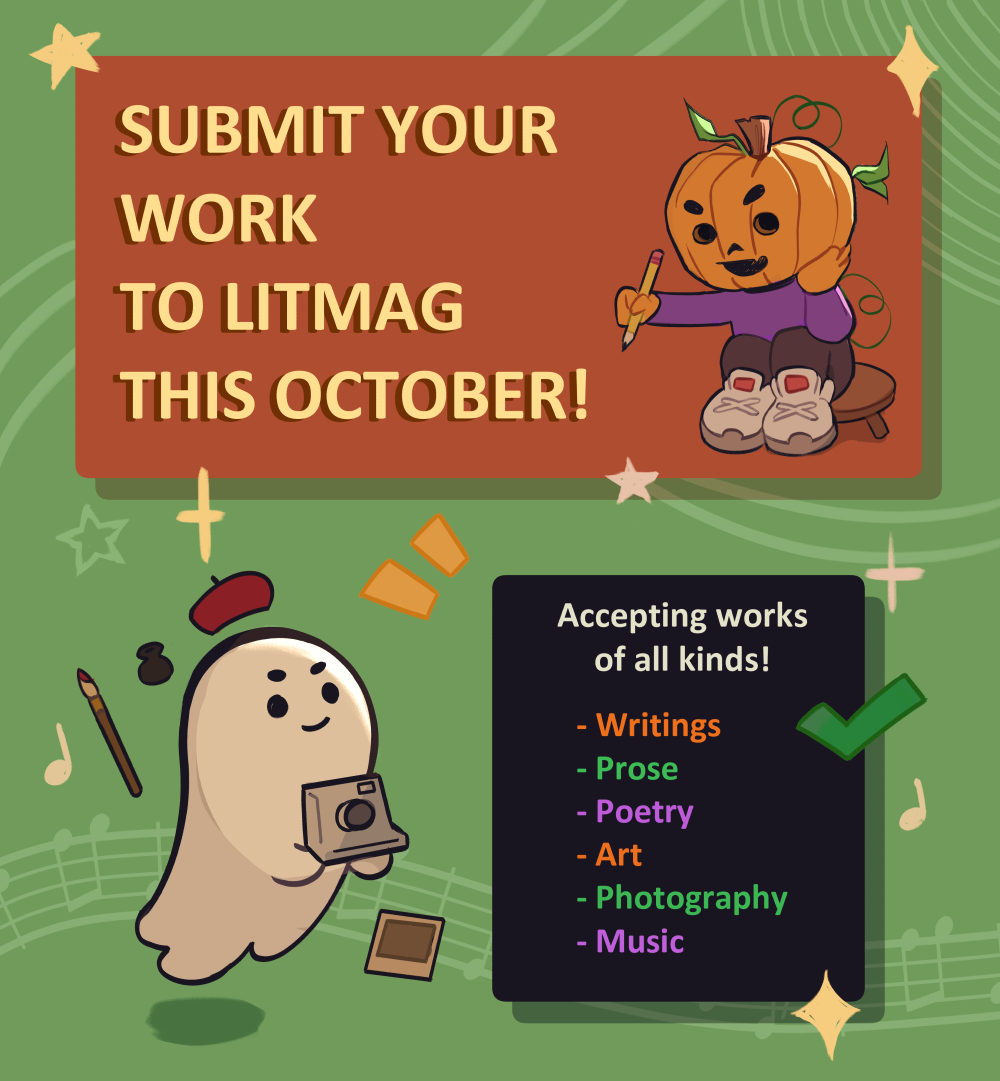 SUBMIT YOUR
WORK
TO LITMAG
THIS OCTOBER!
Accepting works
of all kinds!
- Writings
- Prose
- Poetry
- Art
- Photography
- Music